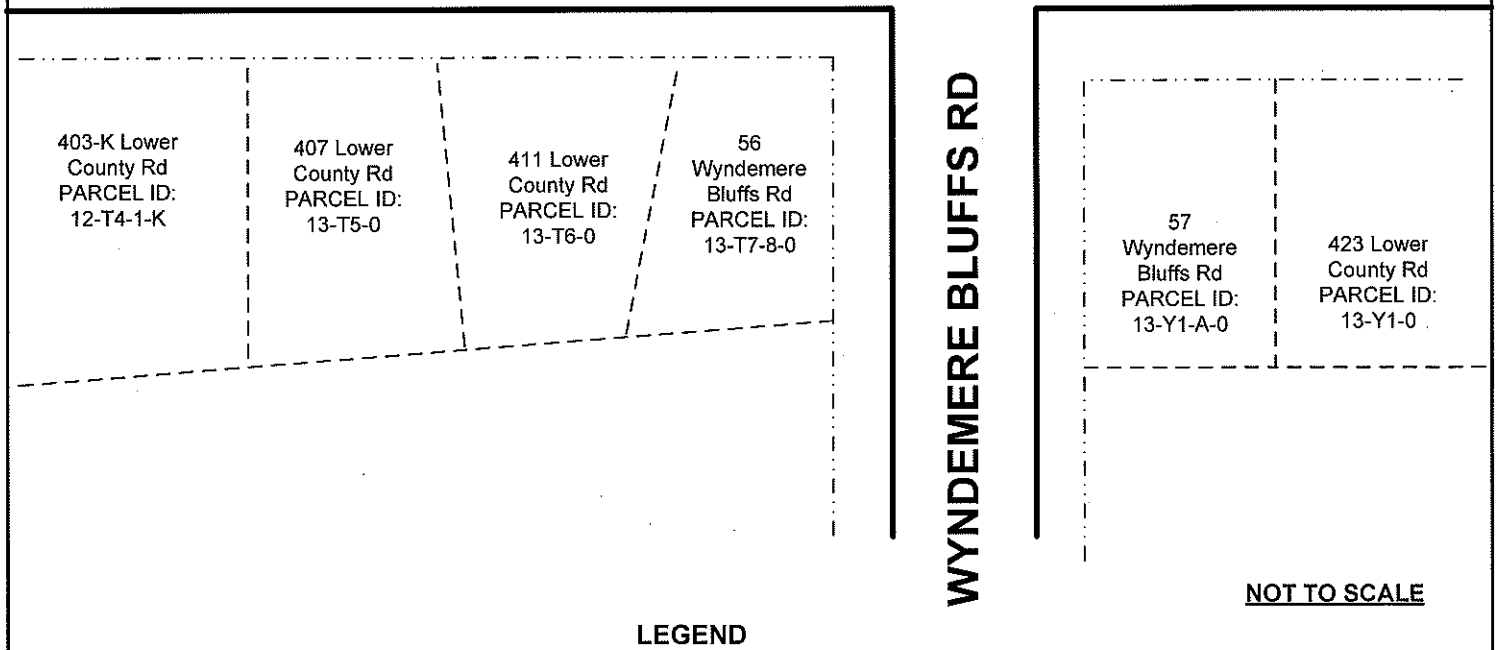 403-K Lower
County Rd
PARCEL ID:
12-T4-1-K
407 Lower
County Rd
PARCEL ID:
13-T5-0
411 Lower
County Rd
PARCEL ID:
13-T6-0
56
Wyndemere
Bluffs Rd
PARCEL ID:
13-T7-8-0
WYNDEMERE BLUFFS RD
57
Wyndemere
Bluffs Rd
PARCEL ID:
13-Y1-A-0
423 Lower
County Rd
PARCEL ID:
13-Y1-0
NOT TO SCALE
LEGEND